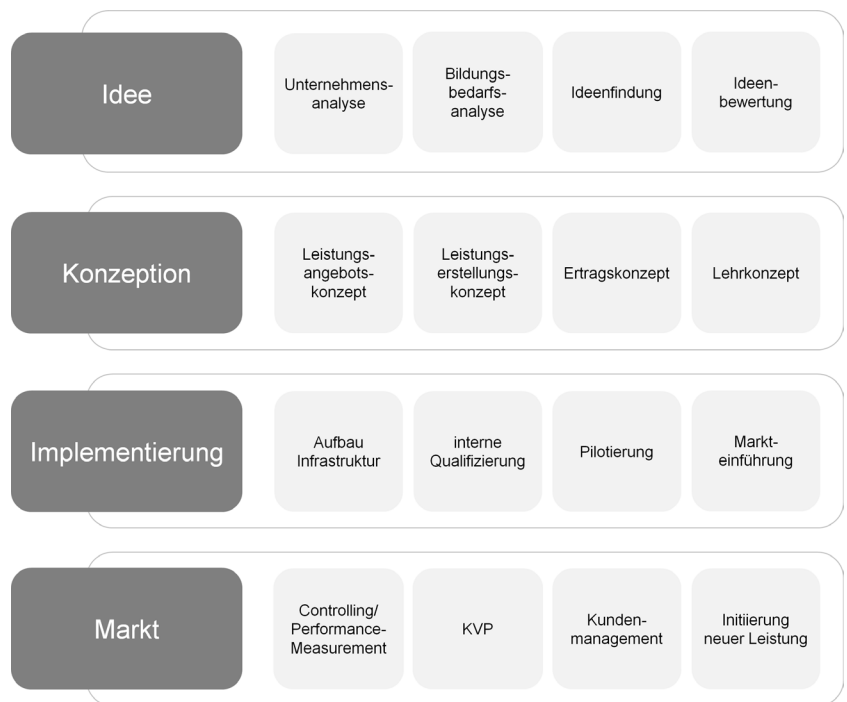 Idee
Unternehmens-
analyse
Bildungs-
bedarfs-
analyse
Ideenfindung
Ideen-
bewertung
Konzeption
Leistungs-
angebots-
konzept
Leistungs-
erstellungs-
konzept
Ertragskonzept
Lehrkonzept
Implementierung
Aufbau
Infrastruktur
interne
Qualifizierung
Pilotierung
Markt-
einführung
Markt
Controlling/
Performance-
Measurement
KVP
Kunden-
management
Initiierung
neuer Leistung